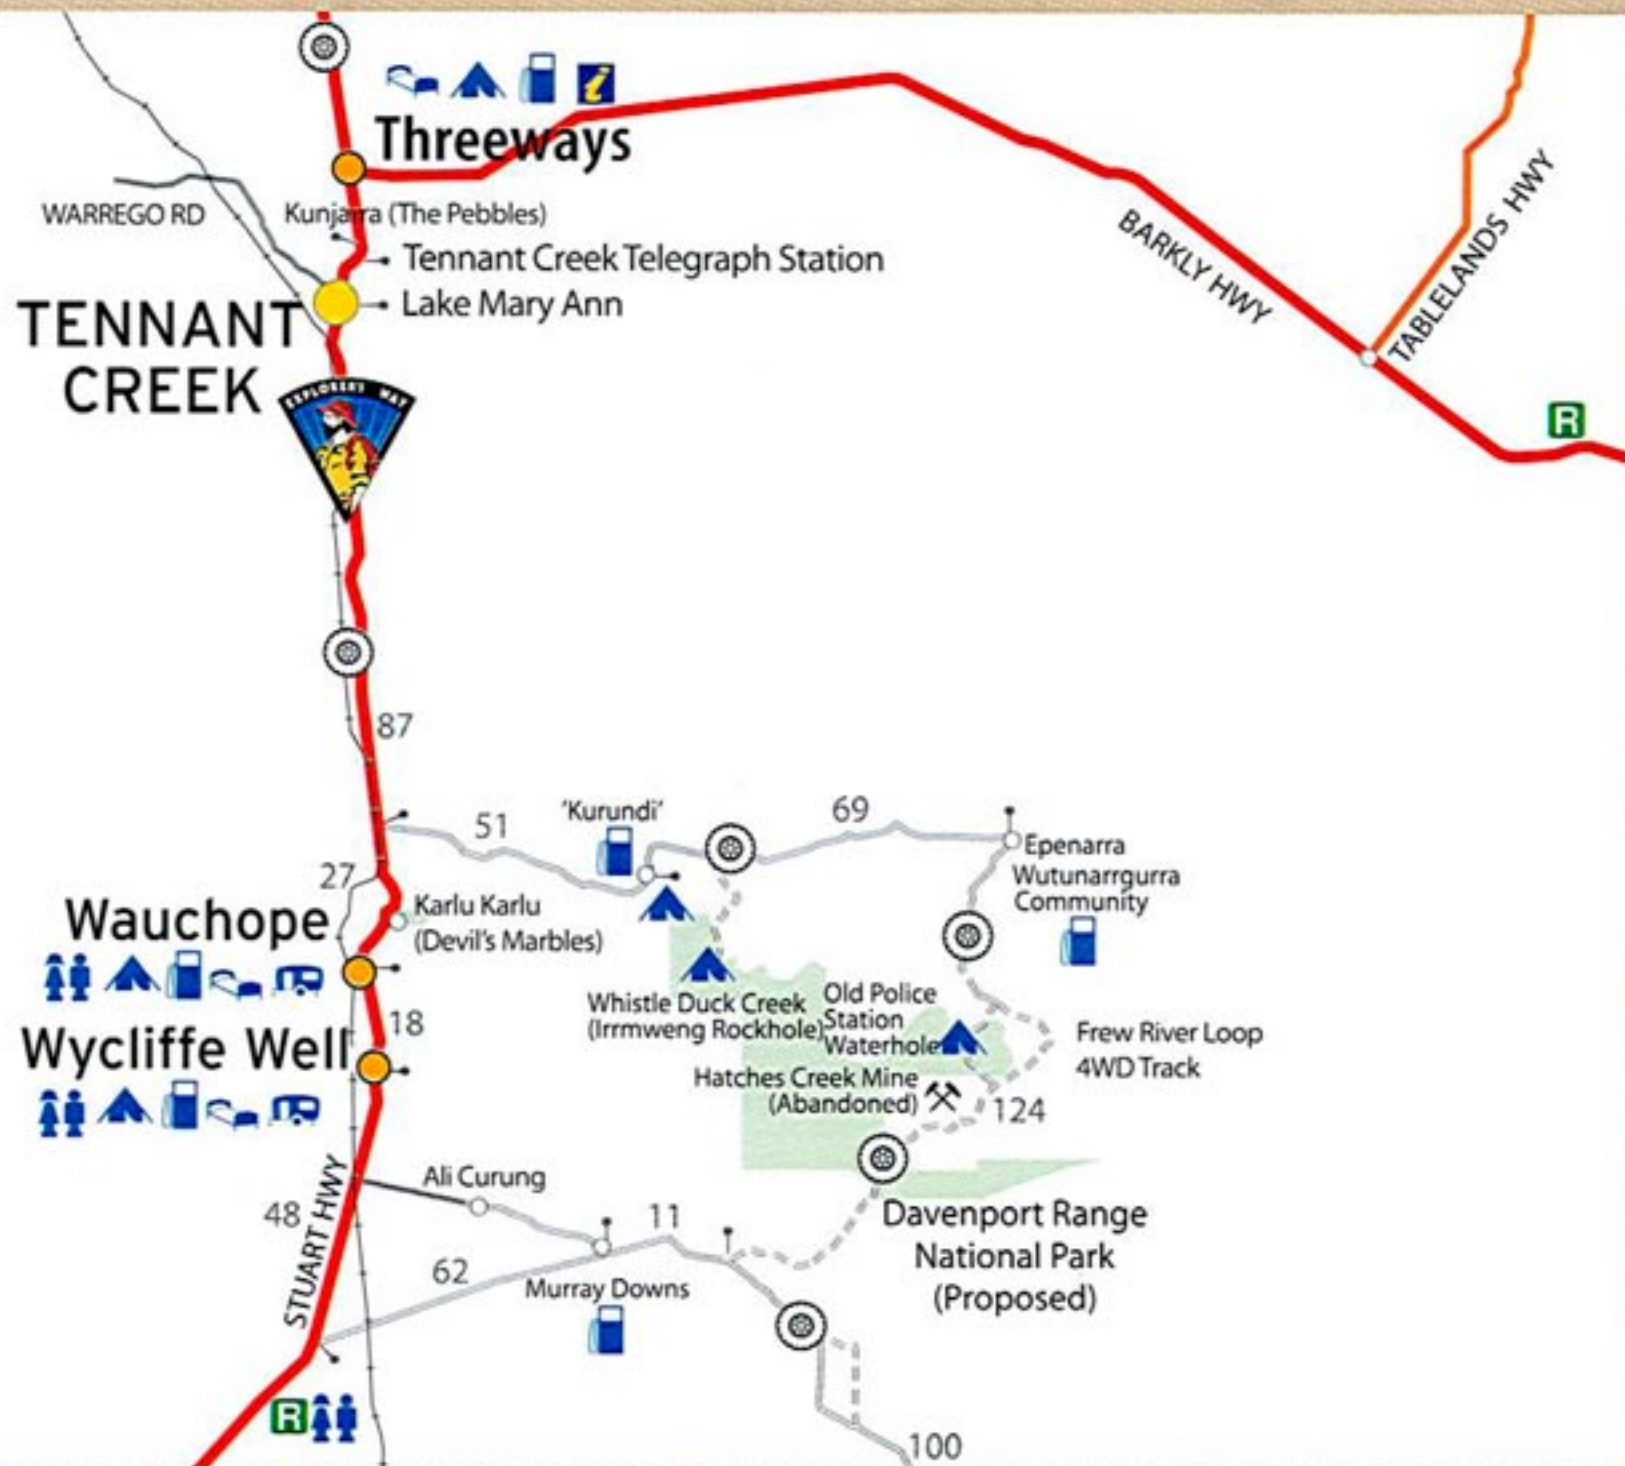 Threeways
WARREGO RD
Kunjarra (The Pebbles)
Tennant Creek Telegraph Station
Lake Mary Ann
TENNANT
CREEK
EXPLORER'S WAY
BARKLY HWY
TABLELANDS HWY
R
87
51
'Kurundi'
69
Epenarra
Wutunarrgurra
Community
27
Wauchope
Karlu Karlu
(Devil's Marbles)
Whistle Duck Creek
(Irrmweng Rockhole)
Old Police
Station
Waterhole
18
Wycliffe Well
Frew River Loop
4WD Track
Hatches Creek Mine
(Abandoned)
124
Ali Curung
48
STUART HWY
11
62
Murray Downs
Davenport Range
National Park
(Proposed)
R
100